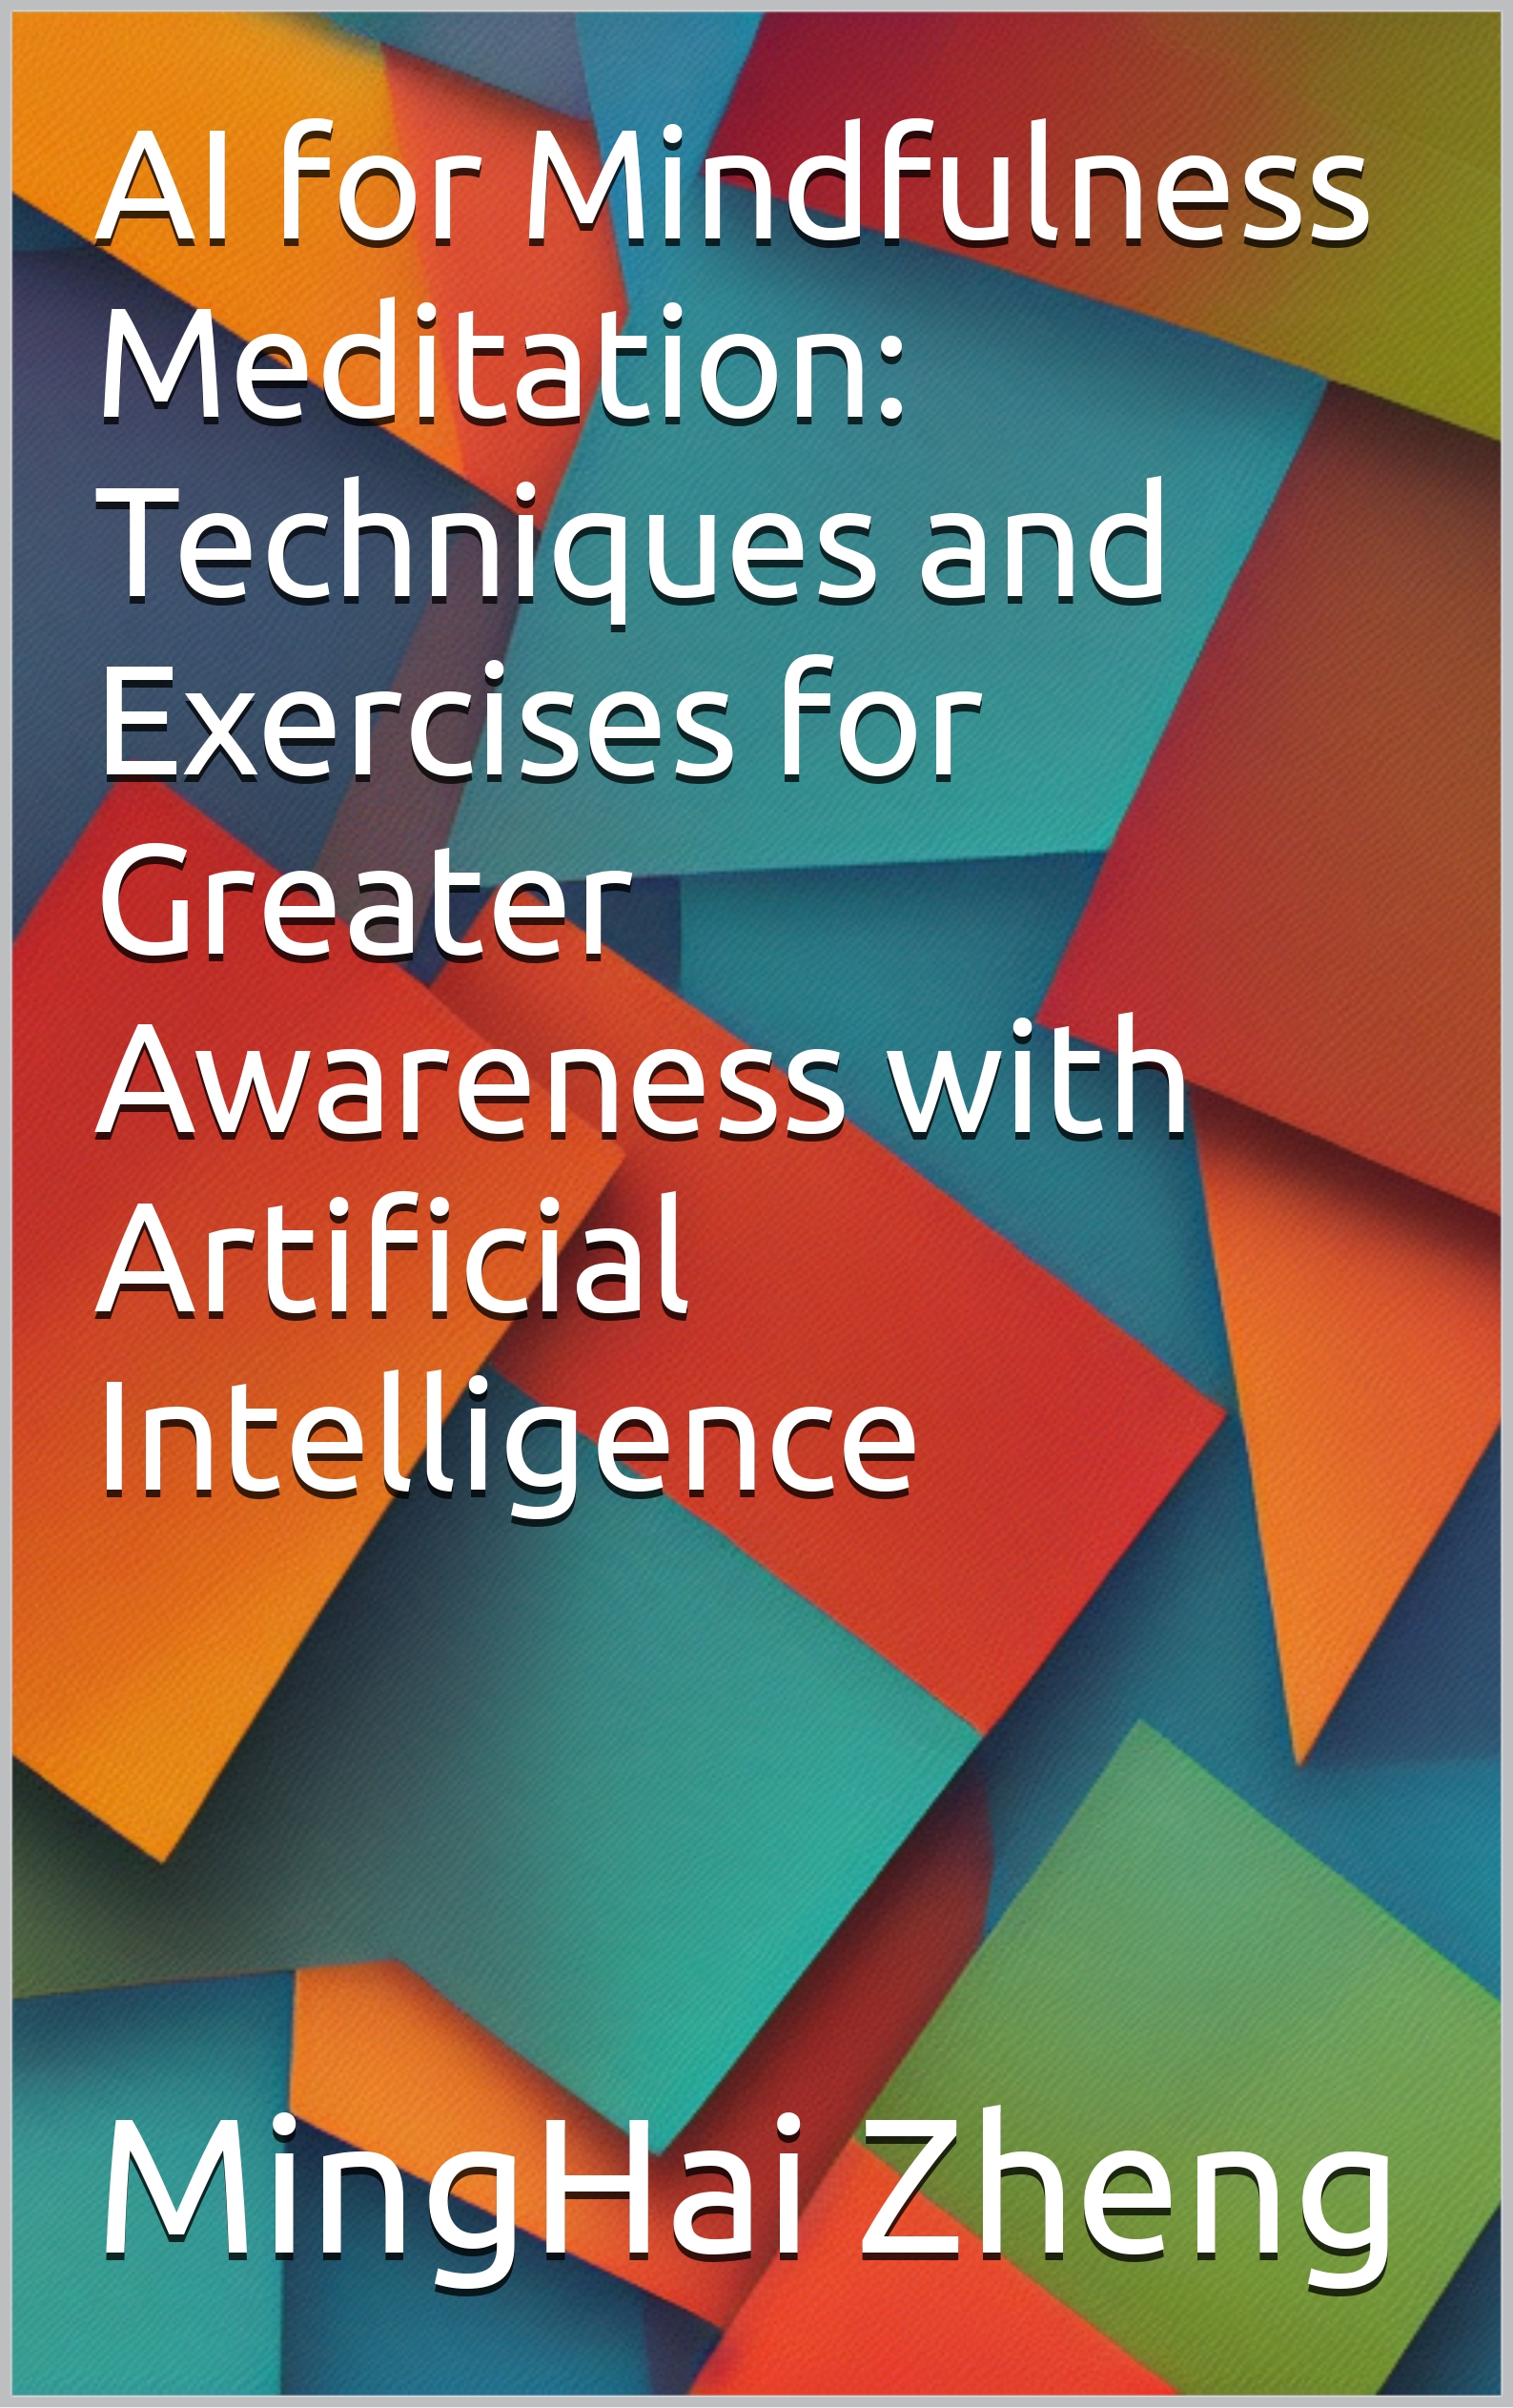 AI for Mindfulness
Meditation:
Techniques and
Exercises for
Greater
Awareness with
Artificial
Intelligence
MingHai Zheng